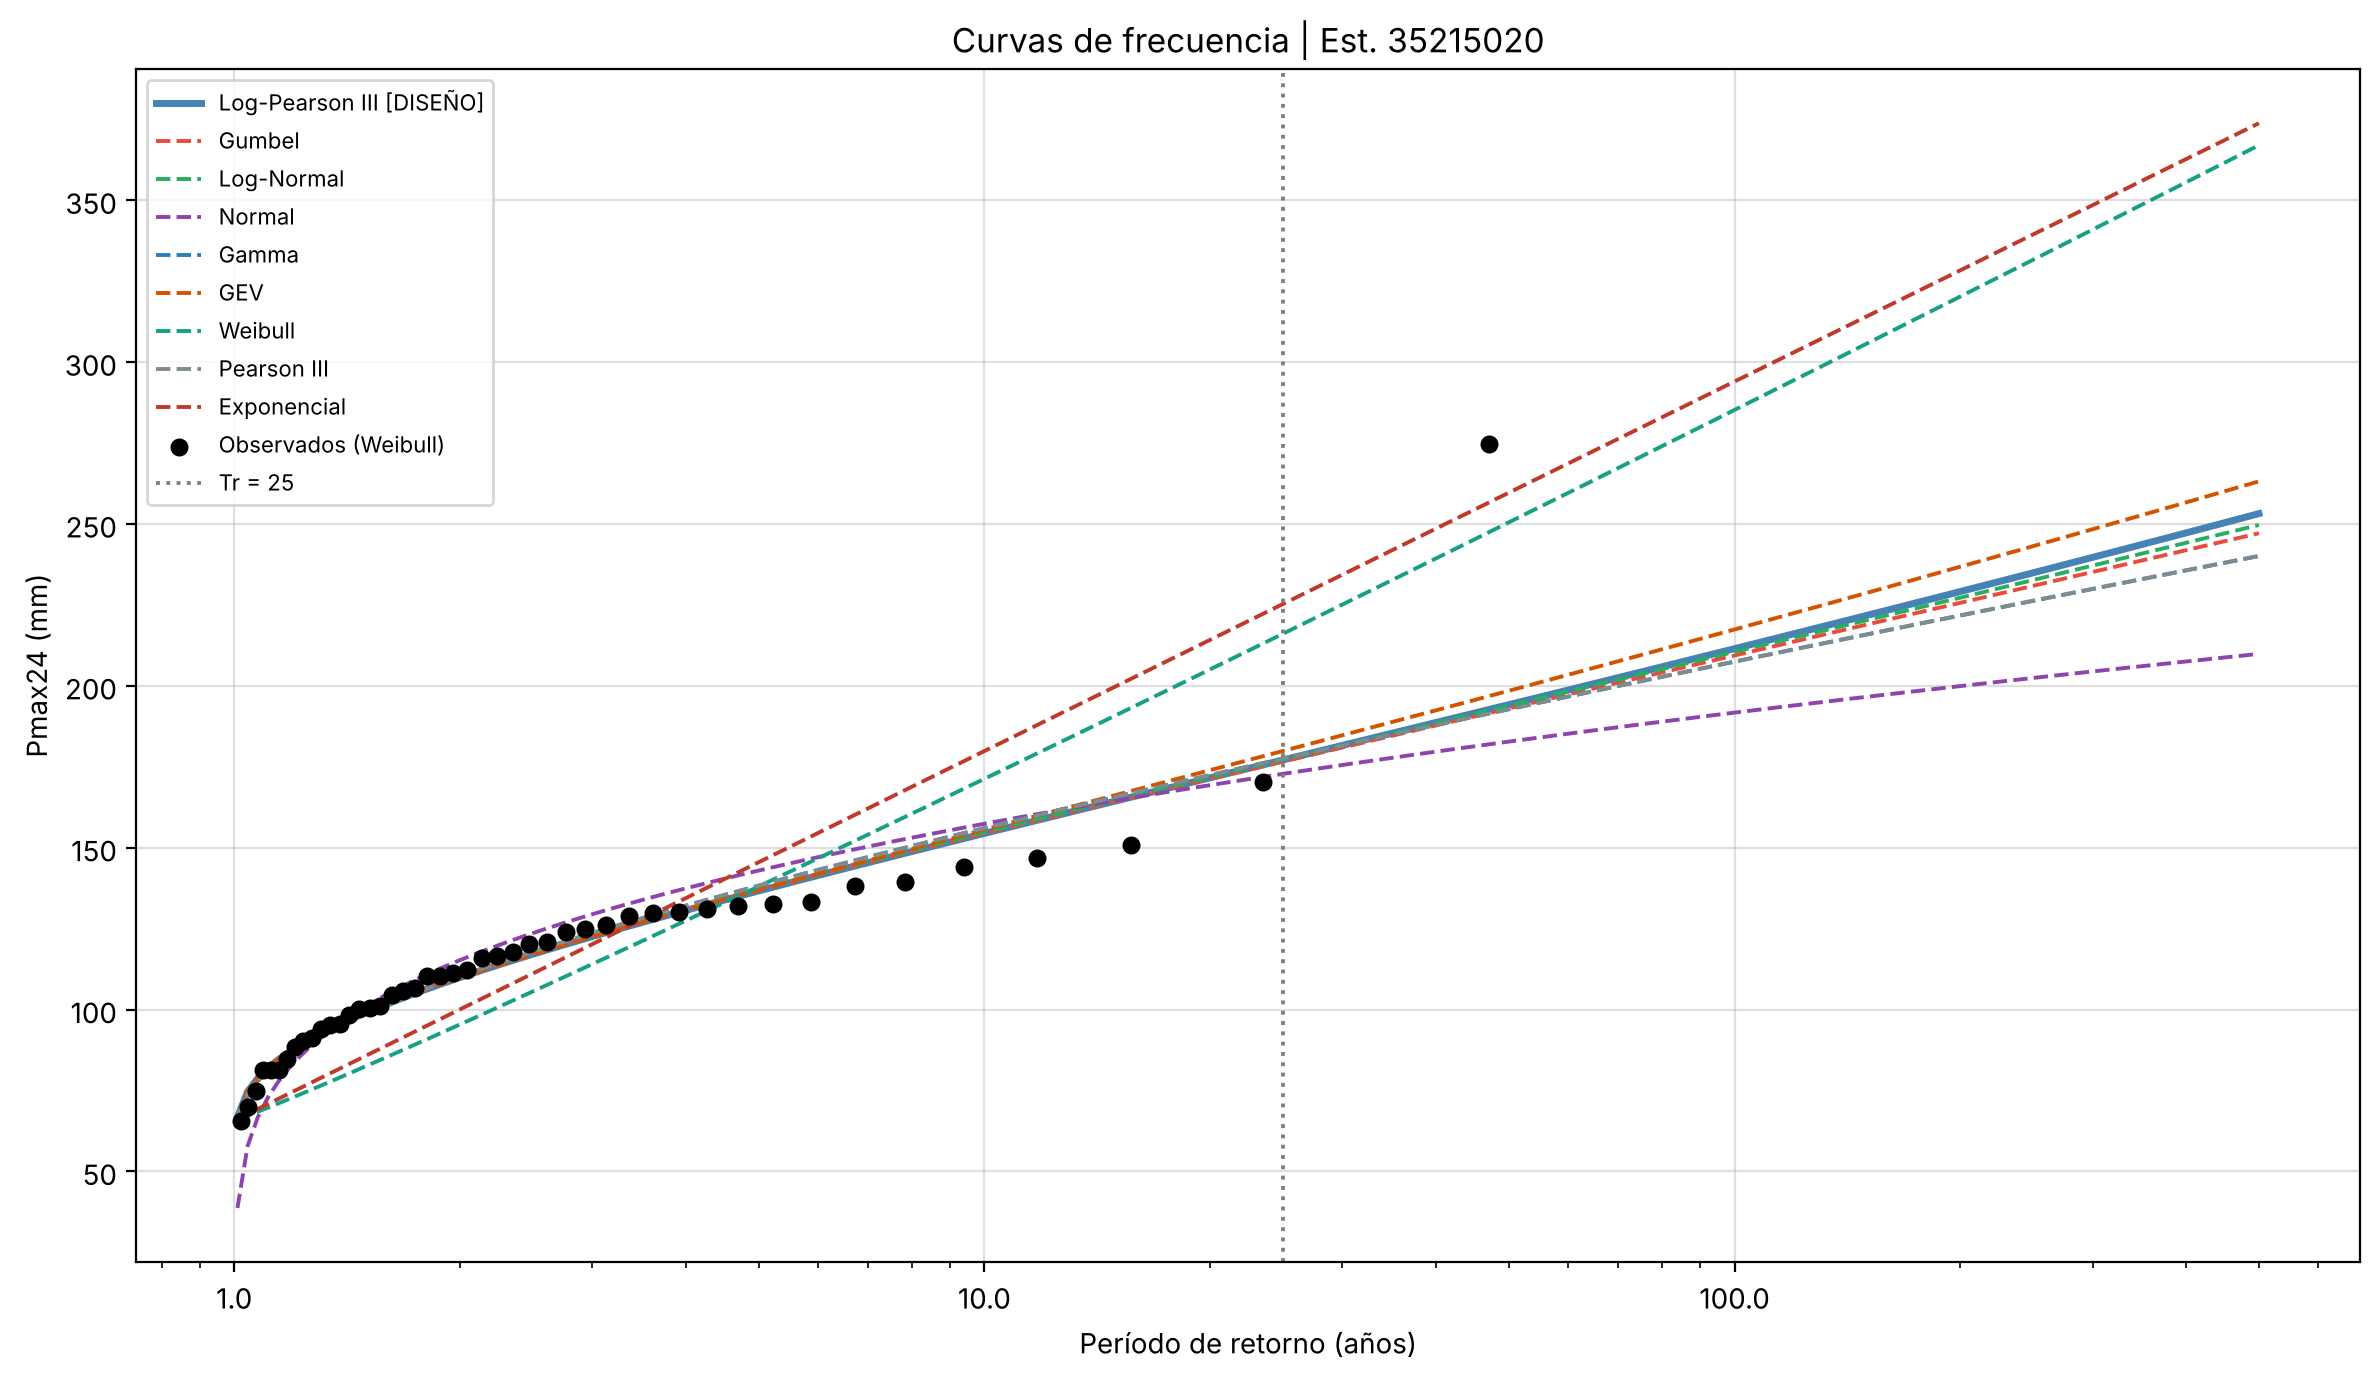 Curvas de frecuencia | Est. 35215020
Log-Pearson III [DISEÑO]
Gumbel
Log-Normal
Normal
Gamma
GEV
Weibull
Pearson III
Exponencial
Observados (Weibull)
Tr = 25
350
300
250
200
150
100
50
Pmax24 (mm)
1.0
10.0
100.0
Período de retorno (años)